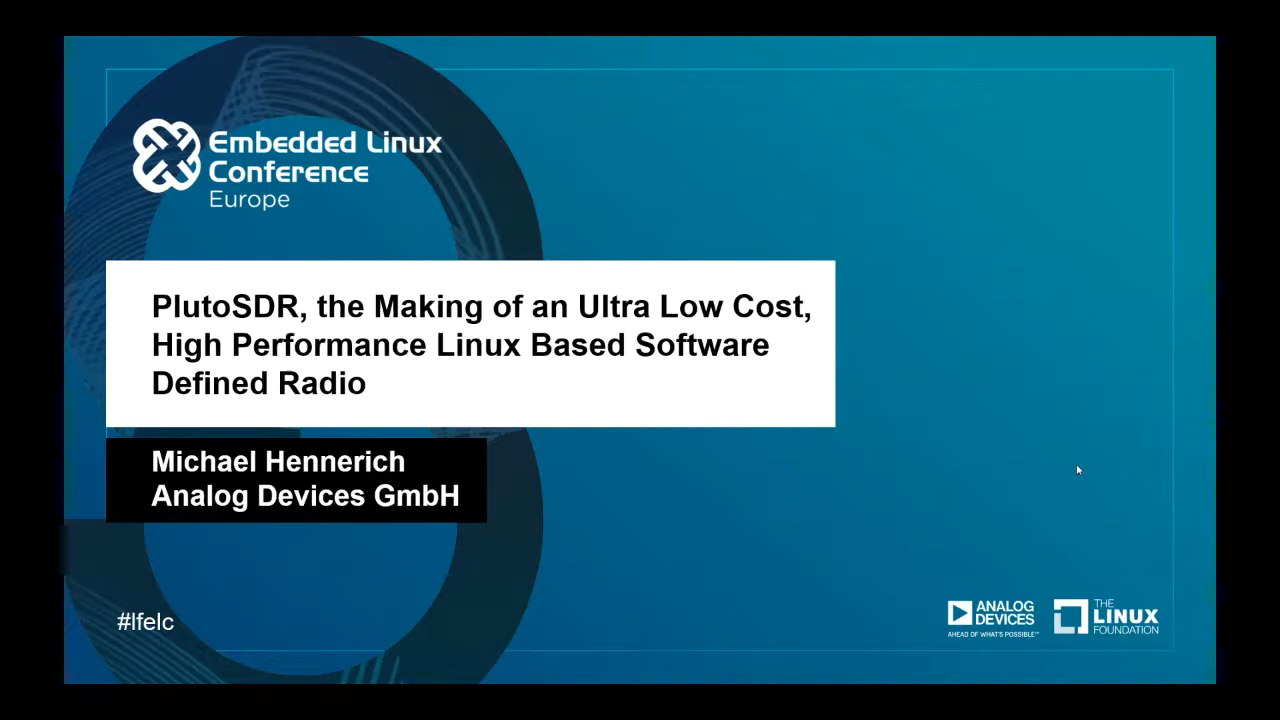 Embedded Linux
Conference
Europe
PlutoSDR, the Making of an Ultra Low Cost,
High Performance Linux Based Software
Defined Radio
Michael Hennerich
Analog Devices GmbH
#lfelc
ANALOG
DEVICES
AHEAD OF WHAT'S POSSIBLE™
THE
LINUX
FOUNDATION